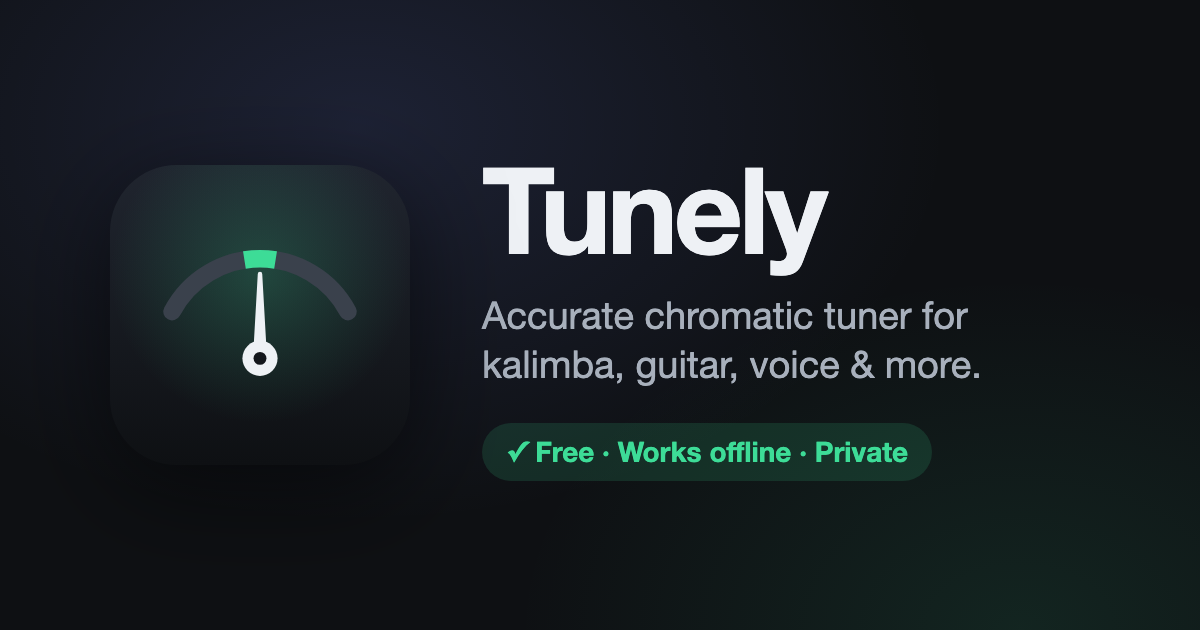 Tunely
Accurate chromatic tuner for
kalimba, guitar, voice & more.
✓ Free · Works offline · Private